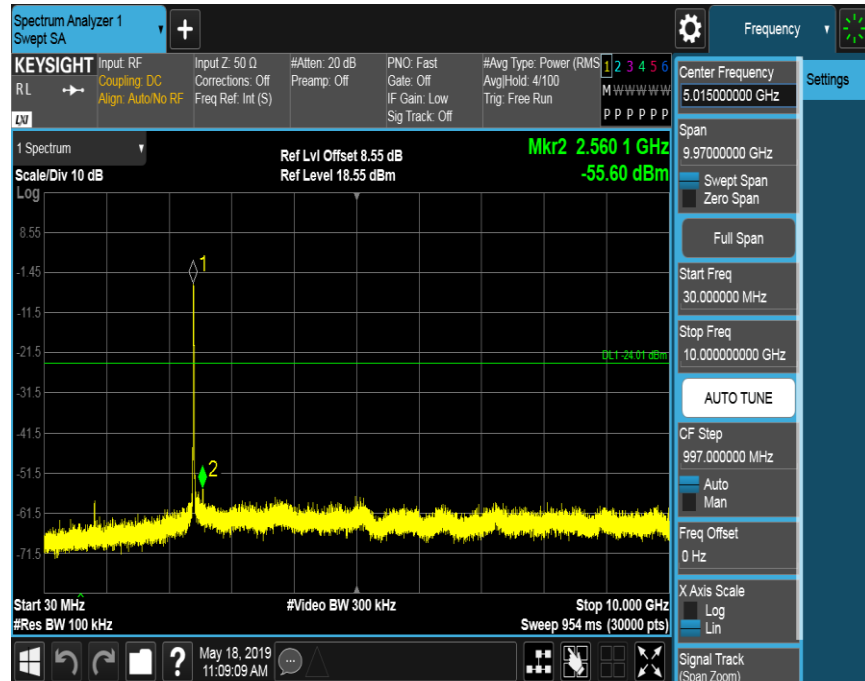 Spectrum Analyzer 1
Swept SA
+
Frequency
KEYSIGHT
RL
LXI
Input: RF
Coupling: DC
Align: Auto/No RF
Input Z: 50 Ω
Corrections: Off
Freq Ref: Int (S)
#Atten: 20 dB
Preamp: Off
PNO: Fast
Gate: Off
IF Gain: Low
Sig Track: Off
#Avg Type: Power (RMS
Avg|Hold: 4/100
Trig: Free Run
1 2 3 4 5 6
M W W W W W
P P P P P P
1 Spectrum
Scale/Div 10 dB
Log
Ref Lvl Offset 8.55 dB
Ref Level 18.55 dBm
Mkr2 2.560 1 GHz
-55.60 dBm
8.55
-1.45
-11.5
-21.5
-31.5
-41.5
-51.5
-61.5
-71.5
1
2
DL1 -24.01 dBm
Start 30 MHz
#Res BW 100 kHz
#Video BW 300 kHz
Stop 10.000 GHz
Sweep 954 ms (30000 pts)
?
May 18, 2019
11:09:09 AM
Center Frequency
5.015000000 GHz
Span
9.97000000 GHz
Swept Span
Zero Span
Full Span
Start Freq
30.000000 MHz
Stop Freq
10.000000000 GHz
AUTO TUNE
CF Step
997.000000 MHz
Auto
Man
Freq Offset
0 Hz
X Axis Scale
Log
Lin
Signal Track
(Span Zoom)
Settings